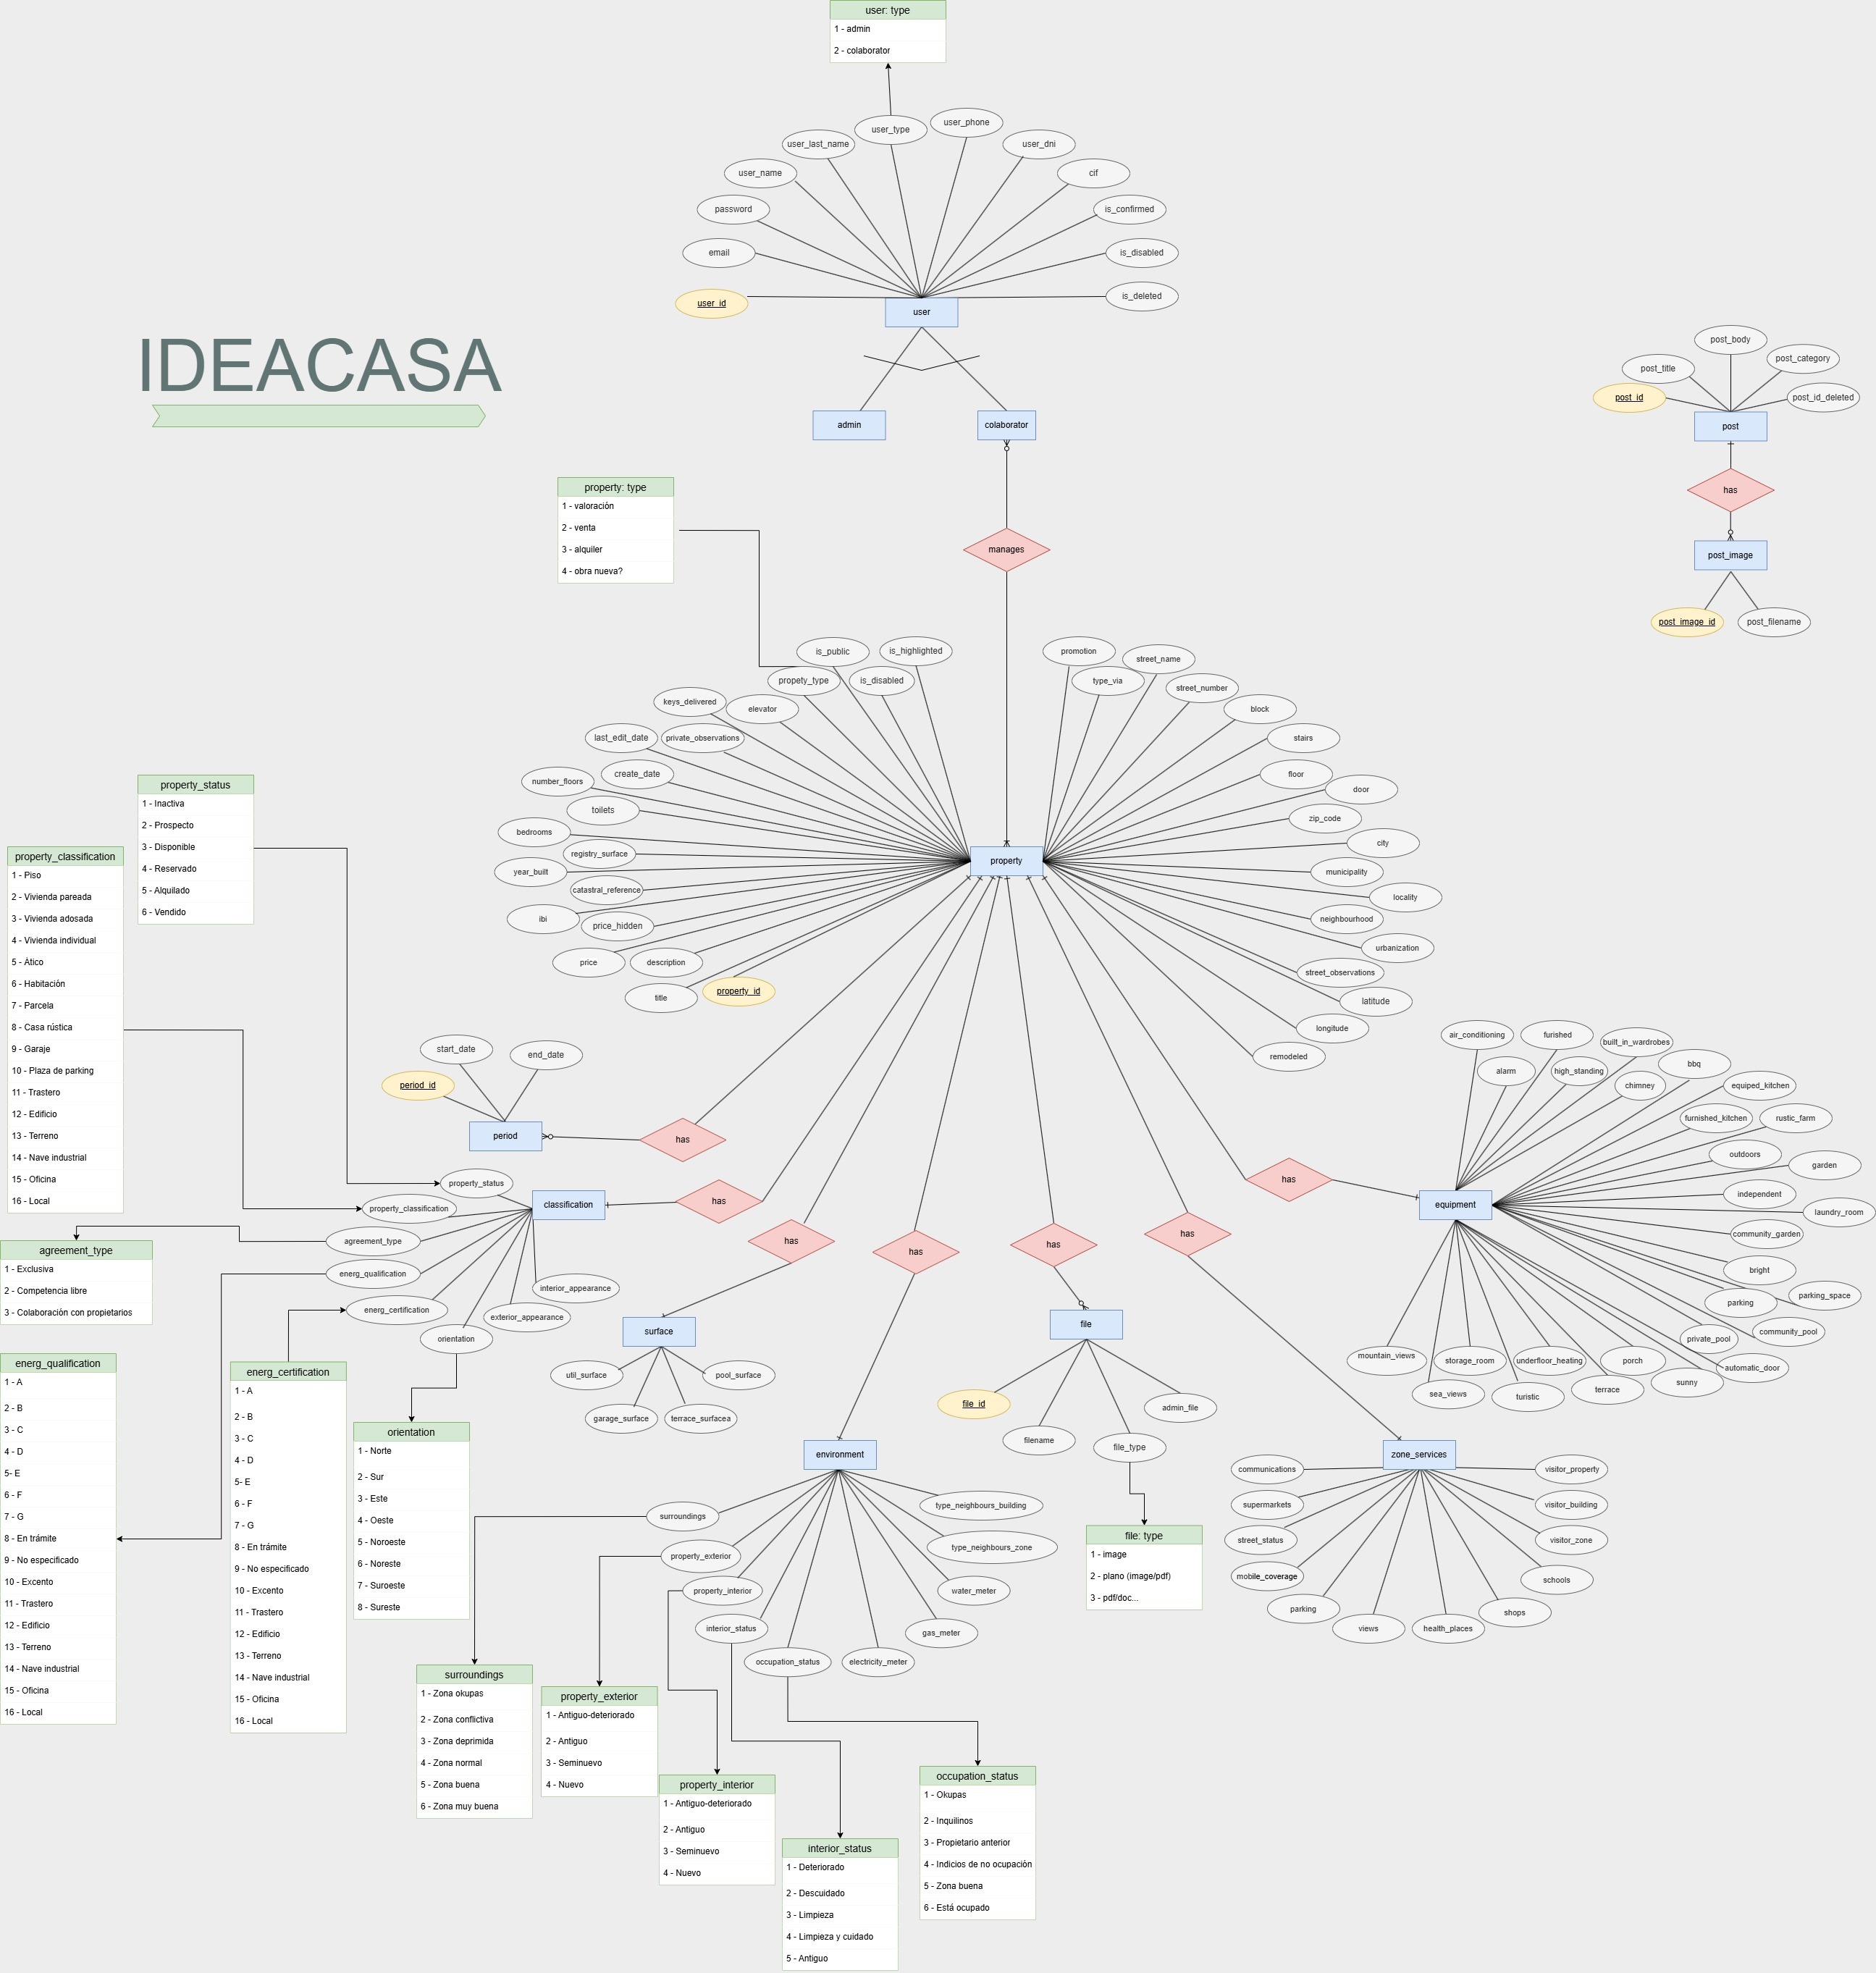 user: type
1 - admin
2 - colaborator
user_phone
user_type
user_last_name
user_dni
user_name
cif
password
is_confirmed
email
is_disabled
user_id
is_deleted
user
IDEACASA
admin
colaborator
post_body
post_category
post_title
post_id
post_id_deleted
post
has
post_image
post_image_id
post_filename
property: type
1 - valoración
2 - venta
3 - alquiler
4 - obra nueva?
manages
is_public
is_highlighted
propety_type
is_disabled
keys_delivered
elevator
last_edit_date
private_observations
number_floors
create_date
toilets
bedrooms
registry_surface
year_built
catastral_reference
ibi
price_hidden
price
description
title
property_id
property
promotion
street_name
type_via
street_number
block
stairs
floor
door
zip_code
city
municipality
locality
neighbourhood
urbanization
street_observations
latitude
longitude
remodeled
property_status
1 - Inactiva
2 - Prospecto
3 - Disponible
4 - Reservado
5 - Alquilado
6 - Vendido
property_classification
1 - Piso
2 - Vivienda pareada
3 - Vivienda adosada
4 - Vivienda individual
5 - Ático
6 - Habitación
7 - Parcela
8 - Casa rústica
9 - Garaje
10 - Plaza de parking
11 - Trastero
12 - Edificio
13 - Terreno
14 - Nave industrial
15 - Oficina
16 - Local
start_date
end_date
period_id
period
has
property_status
property_classification
agreement_type
energ_qualification
energ_certification
orientation
exterior_appearance
interior_appearance
classification
has
agreement_type
1 - Exclusiva
2 - Competencia libre
3 - Colaboración con propietarios
energ_qualification
1 - A
2 - B
3 - C
4 - D
5- E
6 - F
7 - G
8 - En trámite
9 - No especificado
10 - Excento
11 - Trastero
12 - Edificio
13 - Terreno
14 - Nave industrial
15 - Oficina
16 - Local
energ_certification
1 - A
2 - B
3 - C
4 - D
5- E
6 - F
7 - G
8 - En trámite
9 - No especificado
10 - Excento
11 - Trastero
12 - Edificio
13 - Terreno
14 - Nave industrial
15 - Oficina
16 - Local
orientation
1 - Norte
2 - Sur
3 - Este
4 - Oeste
5 - Noroeste
6 - Noreste
7 - Suroeste
8 - Sureste
has
surface
util_surface
pool_surface
garage_surface
terrace_surfacea
has
environment
surroundings
property_exterior
property_interior
interior_status
occupation_status
electricity_meter
gas_meter
water_meter
type_neighbours_zone
type_neighbours_building
surroundings
1 - Zona okupas
2 - Zona conflictiva
3 - Zona deprimida
4 - Zona normal
5 - Zona buena
6 - Zona muy buena
property_exterior
1 - Antiguo-deteriorado
2 - Antiguo
3 - Seminuevo
4 - Nuevo
property_interior
1 - Antiguo-deteriorado
2 - Antiguo
3 - Seminuevo
4 - Nuevo
interior_status
1 - Deteriorado
2 - Descuidado
3 - Limpieza
4 - Limpieza y cuidado
5 - Antiguo
occupation_status
1 - Okupas
2 - Inquilinos
3 - Propietario anterior
4 - Indicios de no ocupación
5 - Zona buena
6 - Está ocupado
has
file
file_id
filename
file_type
admin_file
file: type
1 - image
2 - plano (image/pdf)
3 - pdf/doc...
has
zone_services
communications
supermarkets
street_status
mobile_coverage
parking
views
health_places
shops
schools
visitor_zone
visitor_building
visitor_property
has
equipment
air_conditioning
furished
built_in_wardrobes
alarm
high_standing
bbq
chimney
equiped_kitchen
furnished_kitchen
rustic_farm
outdoors
garden
independent
laundry_room
community_garden
bright
parking_space
parking
community_pool
private_pool
automatic_door
sunny
porch
terrace
underfloor_heating
turistic
storage_room
sea_views
mountain_views